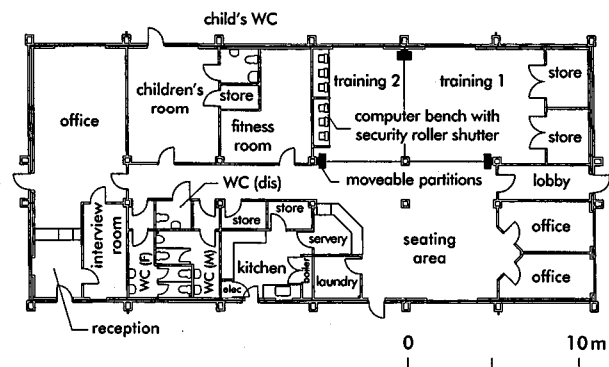 child's WC
children's
room
office
store
fitness
room
training 2
training 1
store
store
computer bench with
security roller shutter
moveable partitions
lobby
WC (dis)
interview
room
WC (F)
WC (M)
store
store
servery
kitchen
boiler
laundry
elec
seating
area
office
office
reception
0
10 m